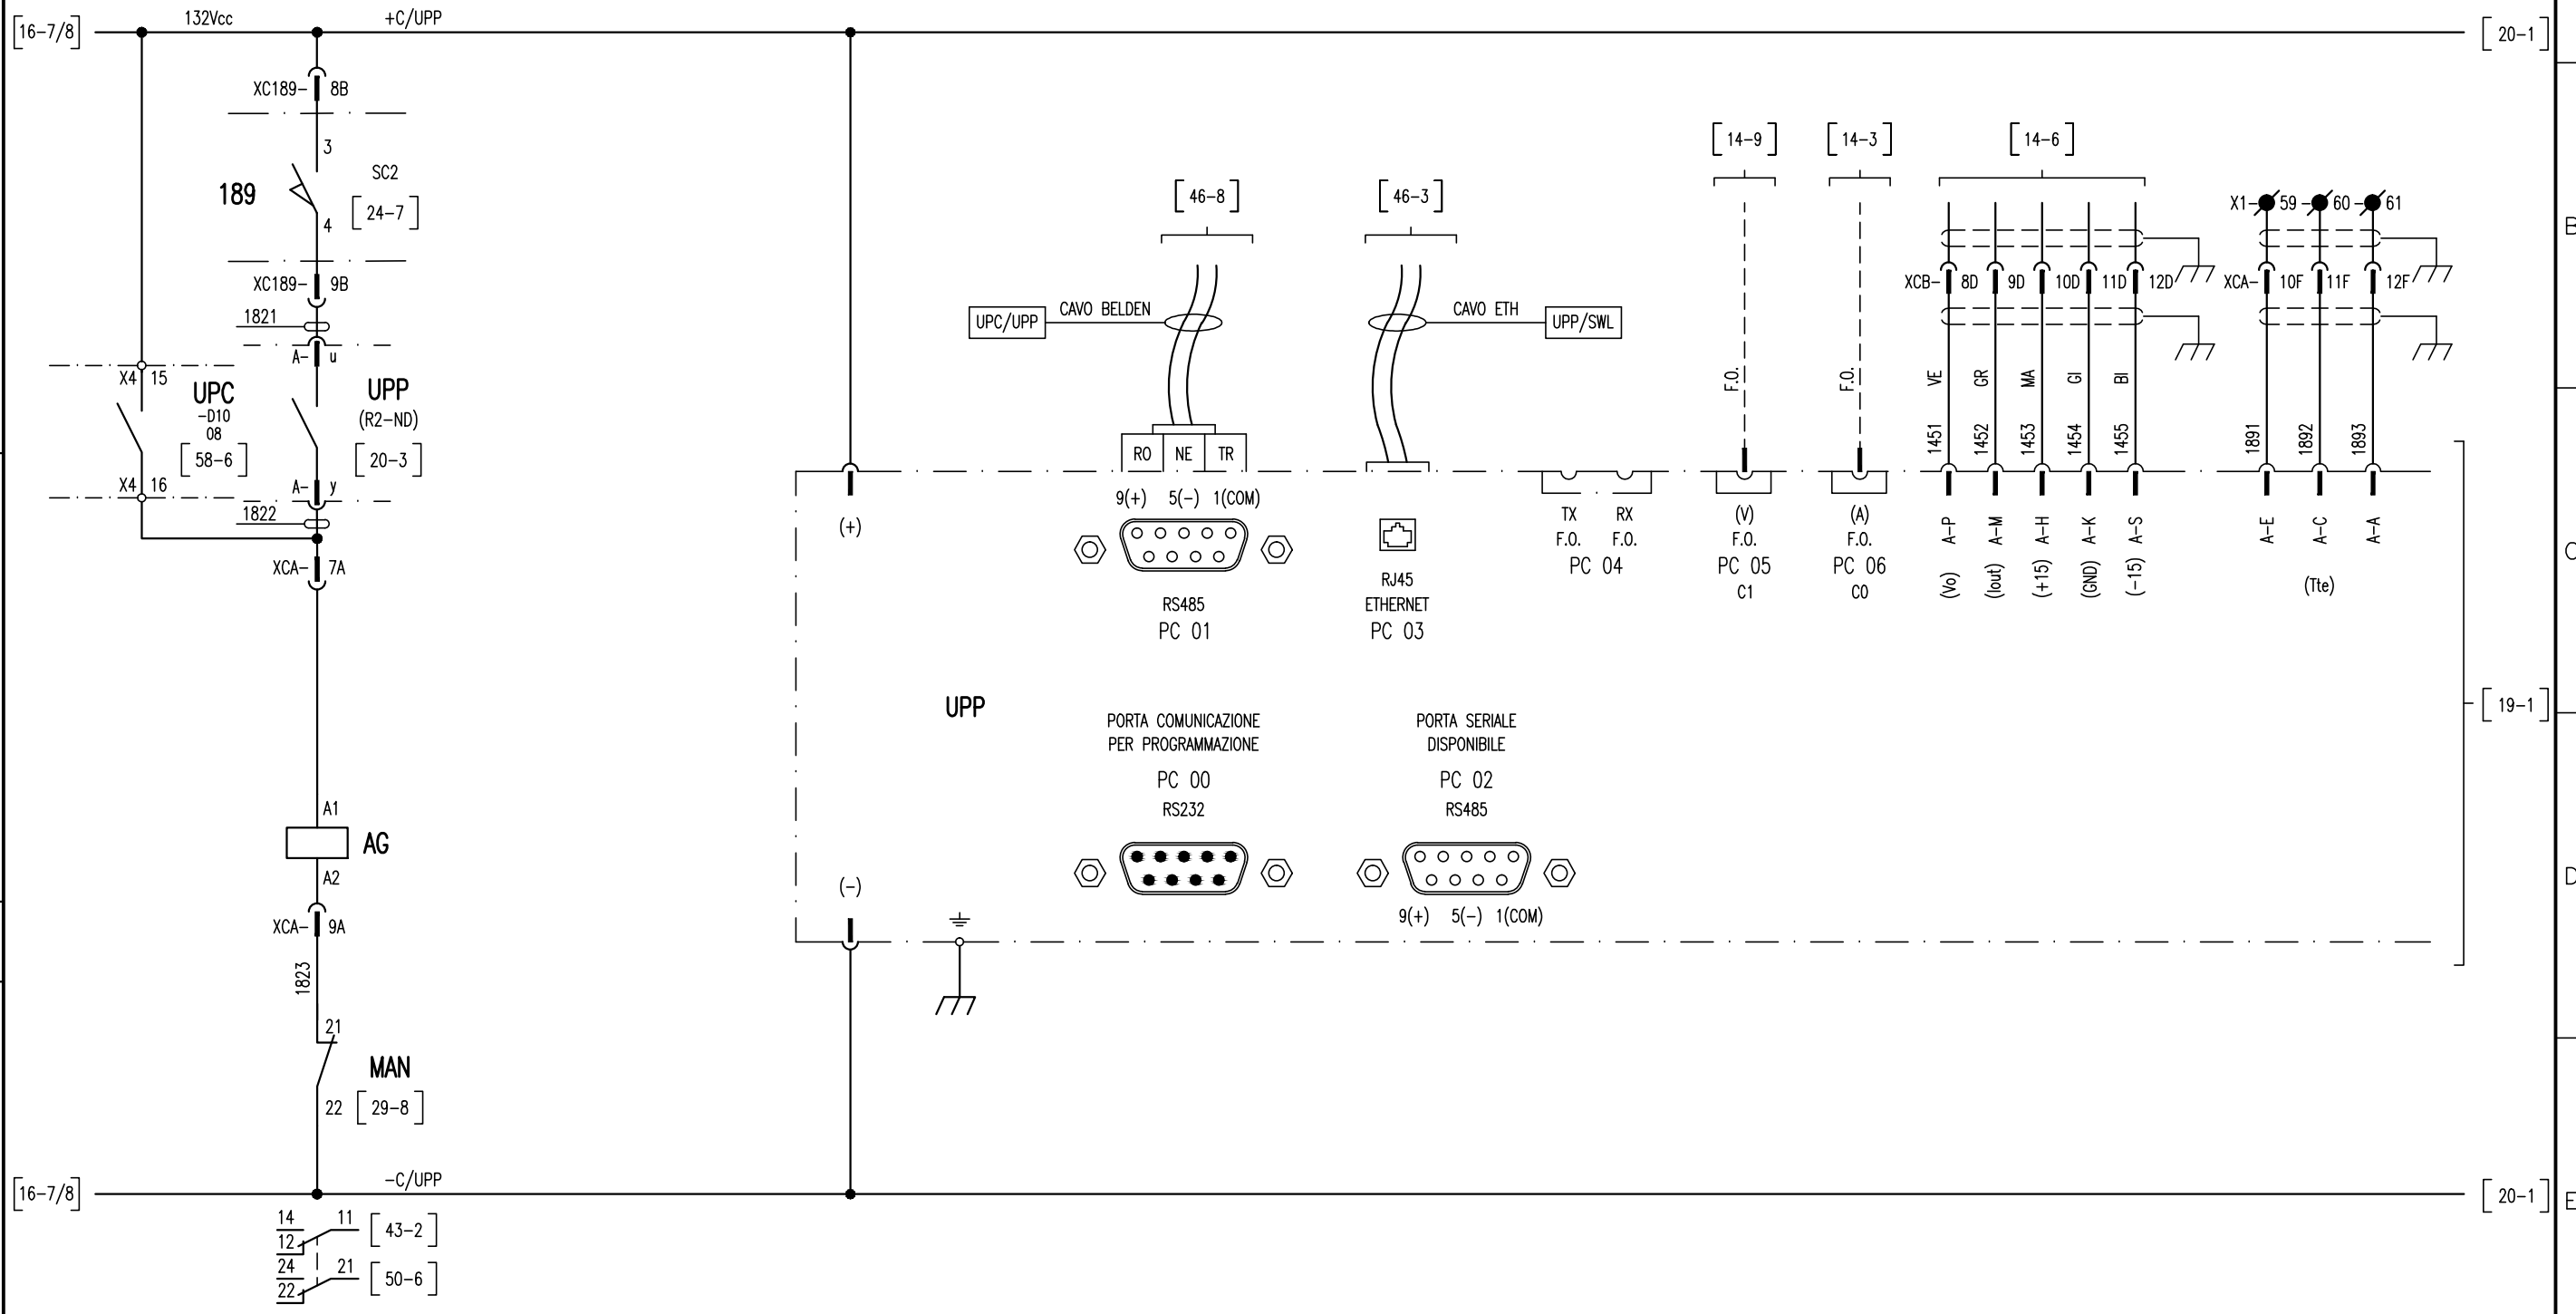 [16-7/8] 132Vcc +C/UPP [20-1]
XC189- 8B
3
189 SC2
[24-7]
4
XC189- 9B
1821
A- u
X4 15
UPC
-D10
08
[58-6]
UPP
(R2-ND)
[20-3]
X4 16
A- y
1822
XCA- 7A
A1
AG
A2
XCA- 9A
1823
21
MAN
22 [29-8]
[46-8] [46-3] [14-9] [14-3] [14-6]
X1- 59 - 60 - 61
XCB- 8D 9D 10D 11D 12D
XCA- 10F 11F 12F
UPC/UPP CAVO BELDEN
CAVO ETH UPP/SWL
F.O. F.O.
VE GR MA GI BI
1451 1452 1453 1454 1455
1891 1892 1893
RO NE TR
9(+) 5(-) 1(COM)
RS485
PC 01
RJ45
ETHERNET
PC 03
TX RX
F.O. F.O.
PC 04
(V)
F.O.
PC 05
C1
(A)
F.O.
PC 06
C0
A-P A-M A-H A-K A-S
(Vo) (Iout) (+15) (GND) (-15)
A-E A-C A-A
(Tte)
(+)
UPP
[19-1]
PORTA COMUNICAZIONE
PER PROGRAMMAZIONE
PC 00
RS232
PORTA SERIALE
DISPONIBILE
PC 02
RS485
9(+) 5(-) 1(COM)
(-)
[16-7/8] -C/UPP [20-1]
14 11 [43-2]
12
24 21 [50-6]
22
B
C
D
E